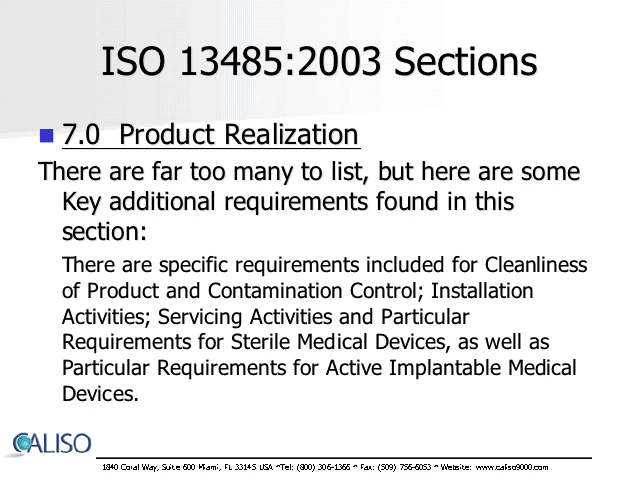 ISO 13485:2003 Sections
7.0 Product Realization
There are far too many to list, but here are some
Key additional requirements found in this
section:
There are specific requirements included for Cleanliness
of Product and Contamination Control; Installation
Activities; Servicing Activities and Particular
Requirements for Sterile Medical Devices, as well as
Particular Requirements for Active Implantable Medical
Devices.
CALISO
1840 Coral Way, Suite 600 Miami, FL 33145 USA ~Tel: (800) 306-1366 ~ Fax: (509) 756-6053 ~ Website: www.caliso9000.com